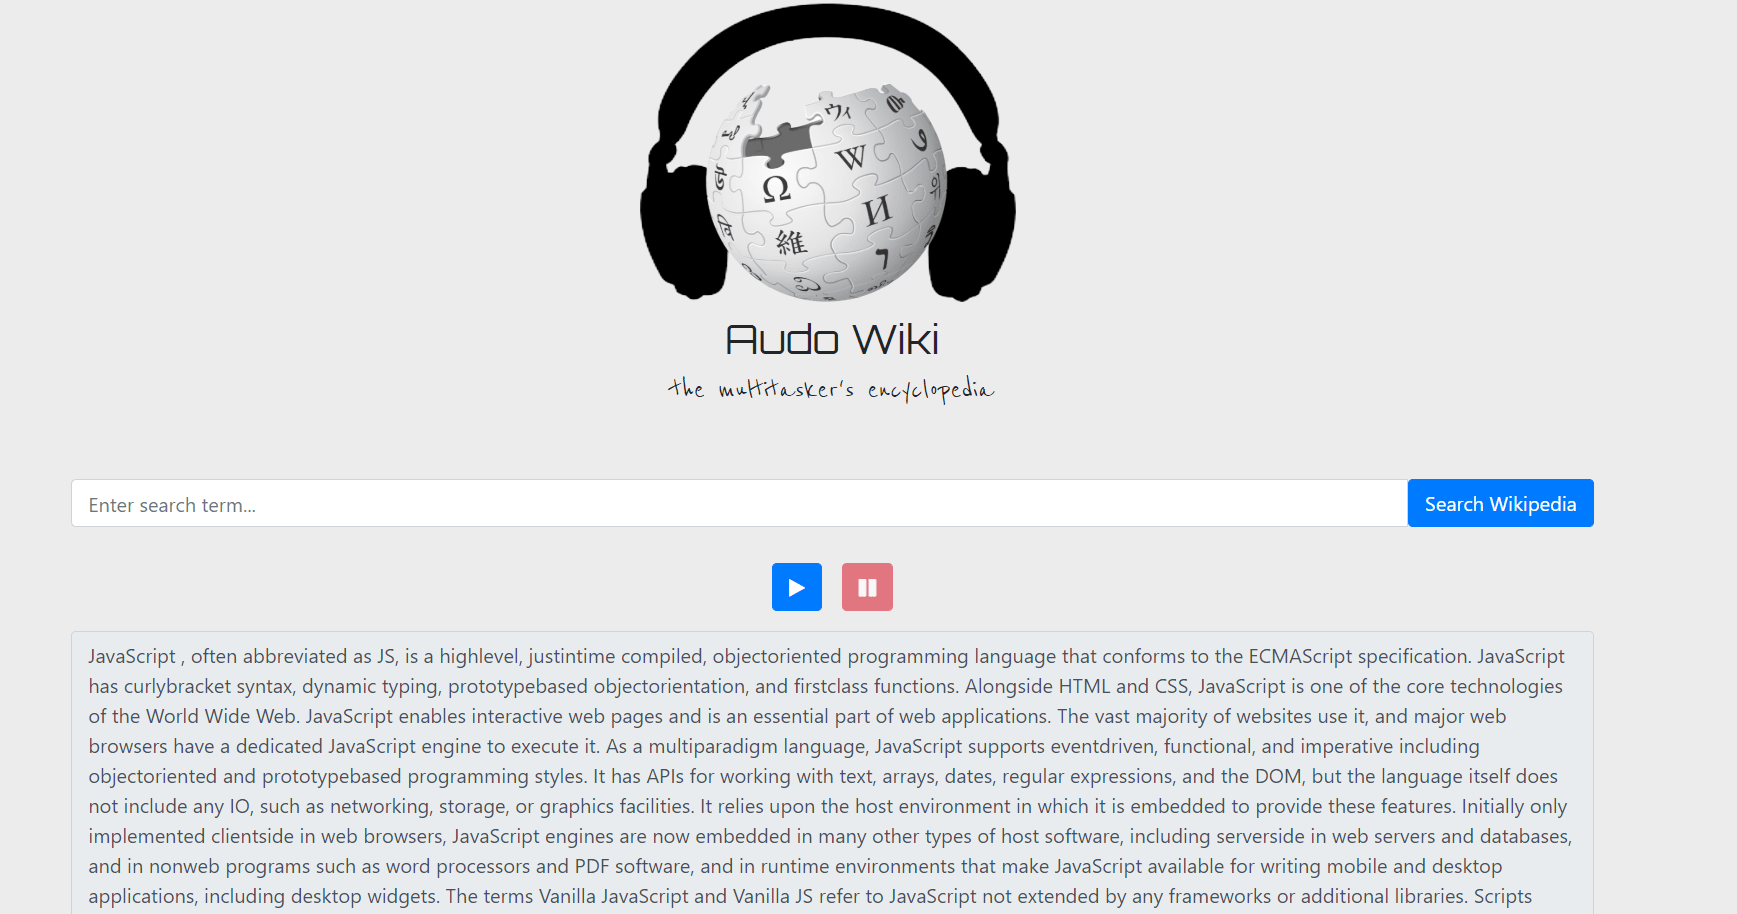 ウィ
W
Ω
И
維
ו
Audo Wiki
the multitasker's encyclopedia
Enter search term...
Search Wikipedia
JavaScript , often abbreviated as JS, is a highlevel, justintime compiled, objectoriented programming language that conforms to the ECMAScript specification. JavaScript
has curlybracket syntax, dynamic typing, prototypebased objectorientation, and firstclass functions. Alongside HTML and CSS, JavaScript is one of the core technologies
of the World Wide Web. JavaScript enables interactive web pages and is an essential part of web applications. The vast majority of websites use it, and major web
browsers have a dedicated JavaScript engine to execute it. As a multiparadigm language, JavaScript supports eventdriven, functional, and imperative including
objectoriented and prototypebased programming styles. It has APIs for working with text, arrays, dates, regular expressions, and the DOM, but the language itself does
not include any IO, such as networking, storage, or graphics facilities. It relies upon the host environment in which it is embedded to provide these features. Initially only
implemented clientside in web browsers, JavaScript engines are now embedded in many other types of host software, including serverside in web servers and databases,
and in nonweb programs such as word processors and PDF software, and in runtime environments that make JavaScript available for writing mobile and desktop
applications, including desktop widgets. The terms Vanilla JavaScript and Vanilla JS refer to JavaScript not extended by any frameworks or additional libraries. Scripts